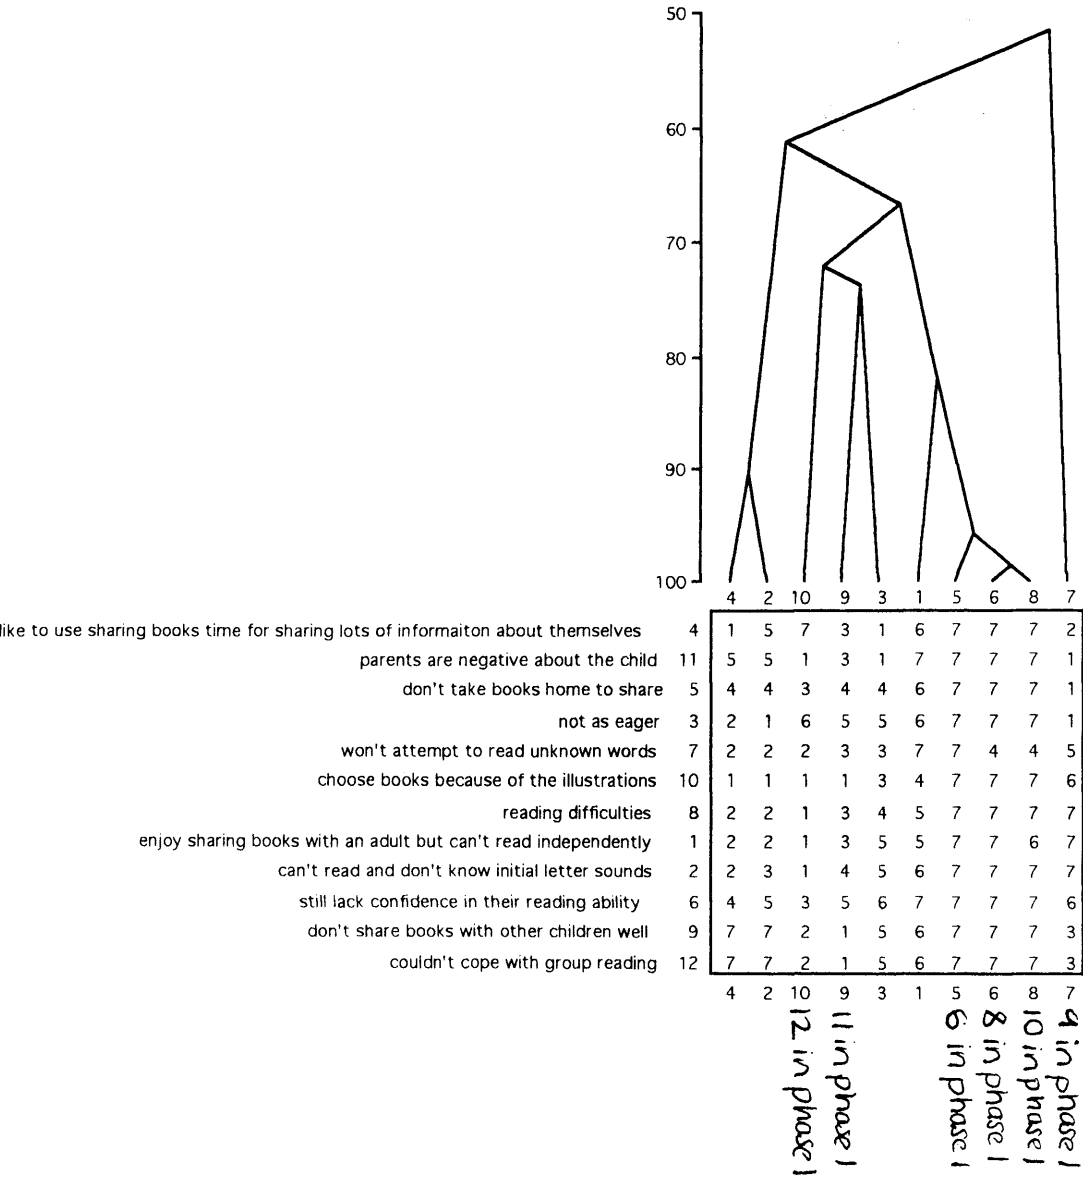 50
60
70
80
90
100
4 2 10 9 3 1 5 6 8 7
like to use sharing books time for sharing lots of informaiton about themselves 4 1 5 7 3 1 6 7 7 7 2
parents are negative about the child 11 5 5 1 3 1 7 7 7 7 1
don't take books home to share 5 4 4 3 4 4 6 7 7 7 1
not as eager 3 2 1 6 5 5 6 7 7 7 1
won't attempt to read unknown words 7 2 2 2 3 3 7 7 4 4 5
choose books because of the illustrations 10 1 1 1 1 3 4 7 7 7 6
reading difficulties 8 2 2 1 3 4 5 7 7 7 7
enjoy sharing books with an adult but can't read independently 1 2 2 1 3 5 5 7 7 6 7
can't read and don't know initial letter sounds 2 2 3 1 4 5 6 7 7 7 7
still lack confidence in their reading ability 6 4 5 3 5 6 7 7 7 7 6
don't share books with other children well 9 7 7 2 1 5 6 7 7 7 3
couldn't cope with group reading 12 7 7 2 1 5 6 7 7 7 3
4 2 10 9 3 1 5 6 8 7
12 in phase 1
11 in phase 1
6 in phase 1
8 in phase 1
10 in phase 1
9 in phase 1